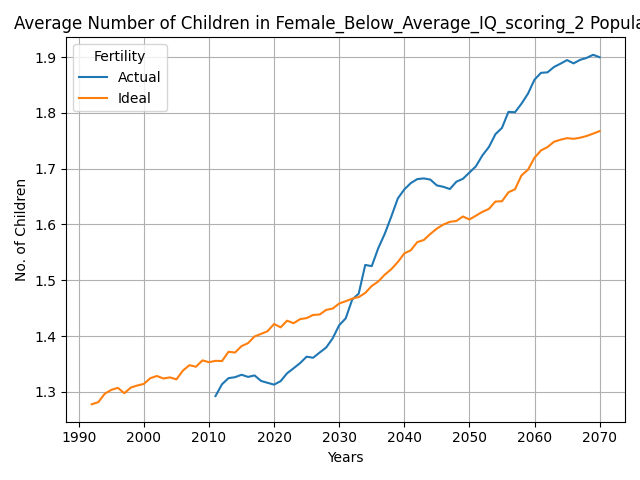 Average Number of Children in Female_Below_Average_IQ_scoring_2 Popula
Fertility
Actual
Ideal
No. of Children
1.9
1.8
1.7
1.6
1.5
1.4
1.3
1990 2000 2010 2020 2030 2040 2050 2060 2070
Years